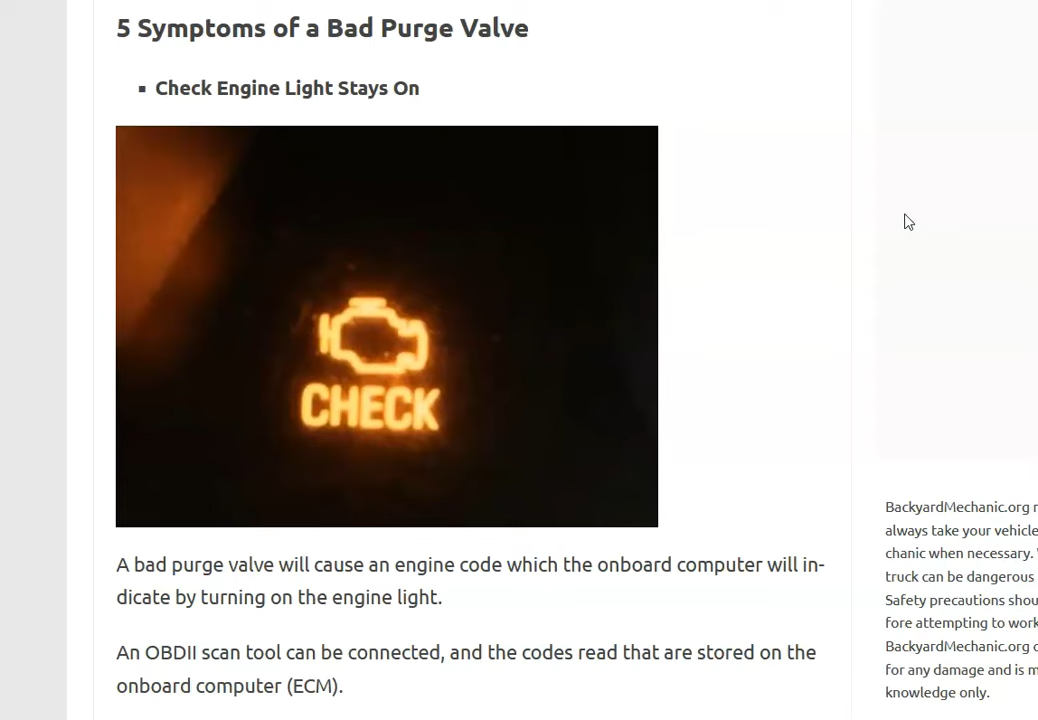 5 Symptoms of a Bad Purge Valve
Check Engine Light Stays On
CHECK
A bad purge valve will cause an engine code which the onboard computer will in-
dicate by turning on the engine light.
An OBDII scan tool can be connected, and the codes read that are stored on the
onboard computer (ECM).
BackyardMechanic.org
always take your vehicle
chanic when necessary.
truck can be dangerous
Safety precautions
fore attempting to work
BackyardMechanic.org
for any damage and is
knowledge only.